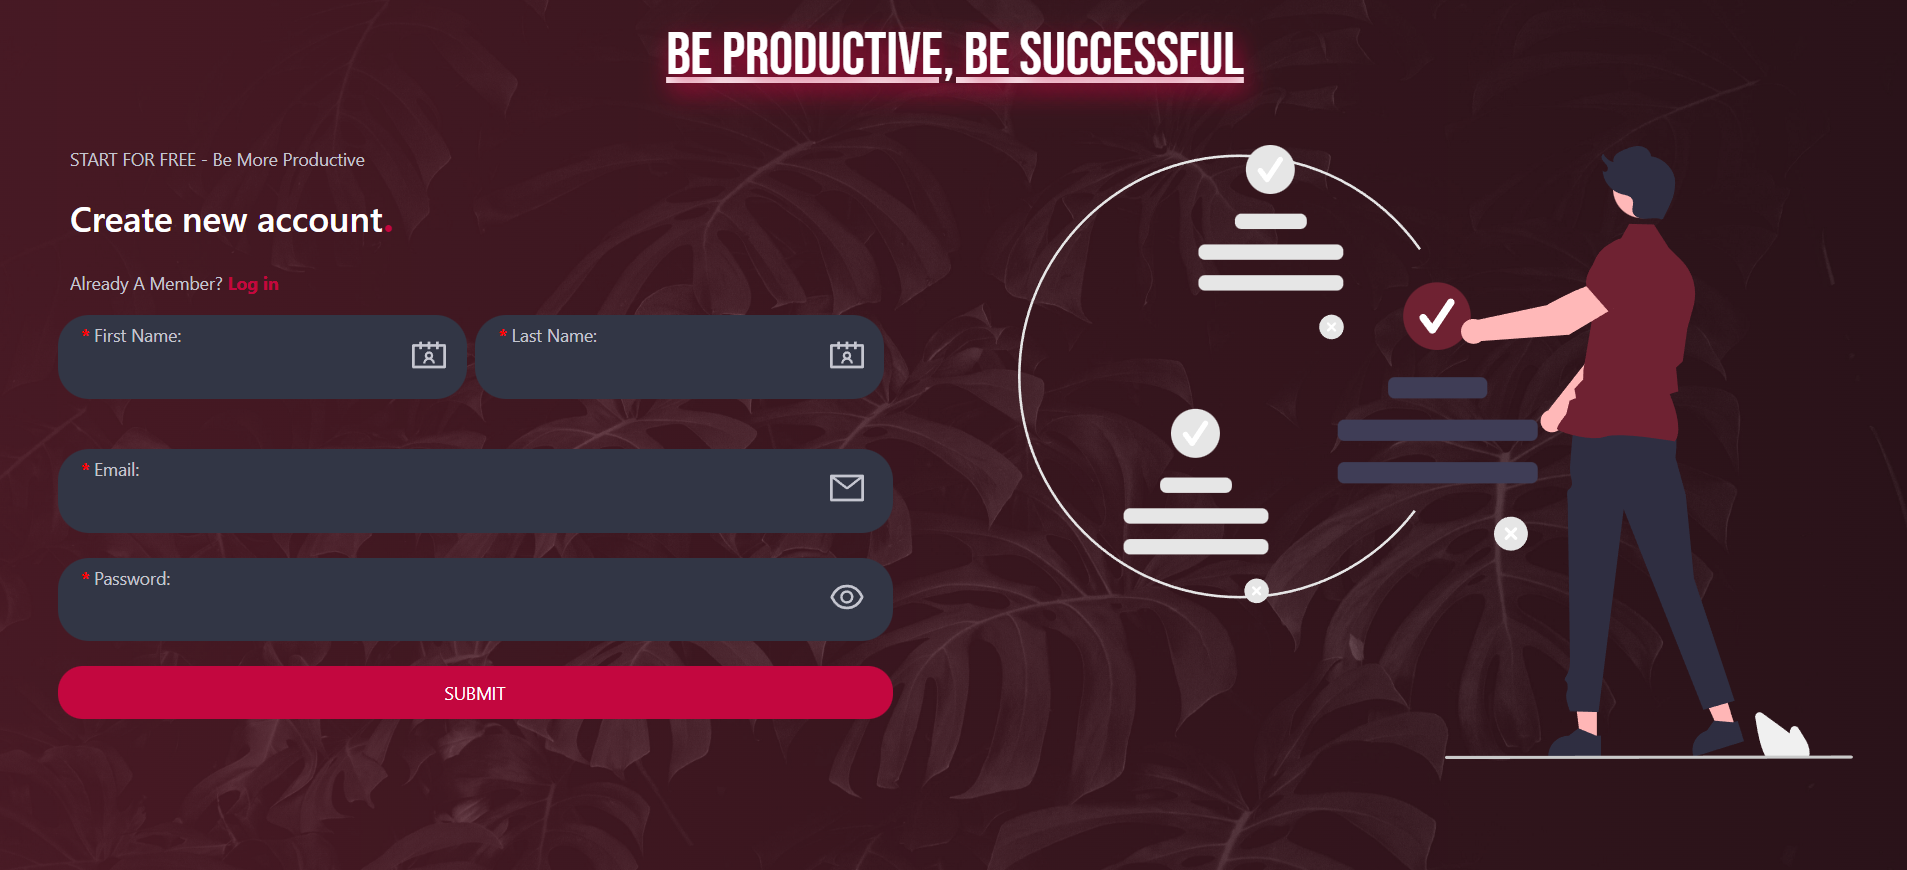 BE PRODUCTIVE, BE SUCCESSFUL
START FOR FREE - Be More Productive
Create new account.
Already A Member? Log in
* First Name:
* Last Name:
* Email:
* Password:
SUBMIT